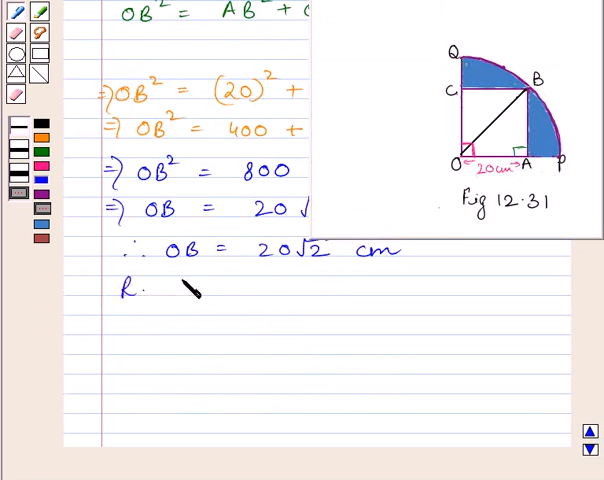 OB² = AB² +
⇒ OB² = (20)² +
⇒ OB² = 400 +
⇒ OB² = 800
⇒ OB = 20√
∴ OB = 20√2 cm
R.
Q
C
B
O
20cm
A
P
Fig 12.31